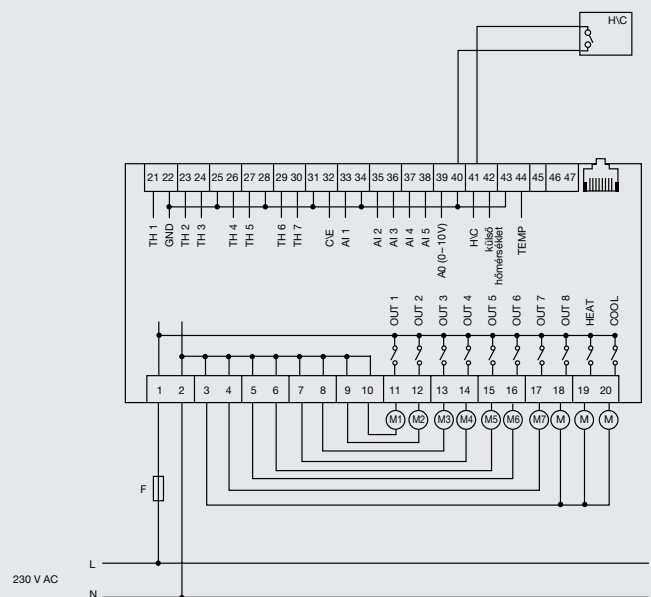 H\C
21 22 23 24 25 26 27 28 29 30 31 32 33 34 35 36 37 38 39 40 41 42 43 44 45 46 47
TH 1
GND
TH 2
TH 3
TH 4
TH 5
TH 6
TH 7
C\E
AI 1
AI 2
AI 3
AI 4
AI 5
A0 (0–10V)
H\C
külső
hőmérséklet
TEMP
OUT 1
OUT 2
OUT 3
OUT 4
OUT 5
OUT 6
OUT 7
OUT 8
HEAT
COOL
1 2 3 4 5 6 7 8 9 10 11 12 13 14 15 16 17 18 19 20
M1 M2 M3 M4 M5 M6 M7 M M M
F
L
230 V AC
N